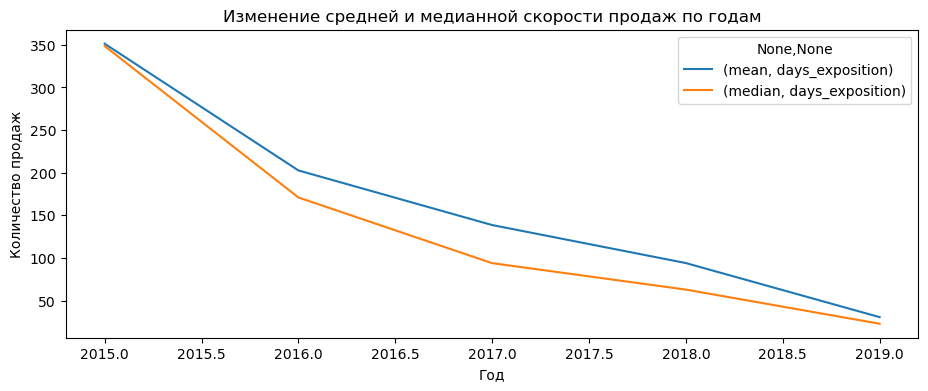 Изменение средней и медианной скорости продаж по годам
None,None
(mean, days_exposition)
(median, days_exposition)
Количество продаж
350
300
250
200
150
100
50
2015.0 2015.5 2016.0 2016.5 2017.0 2017.5 2018.0 2018.5 2019.0
Год